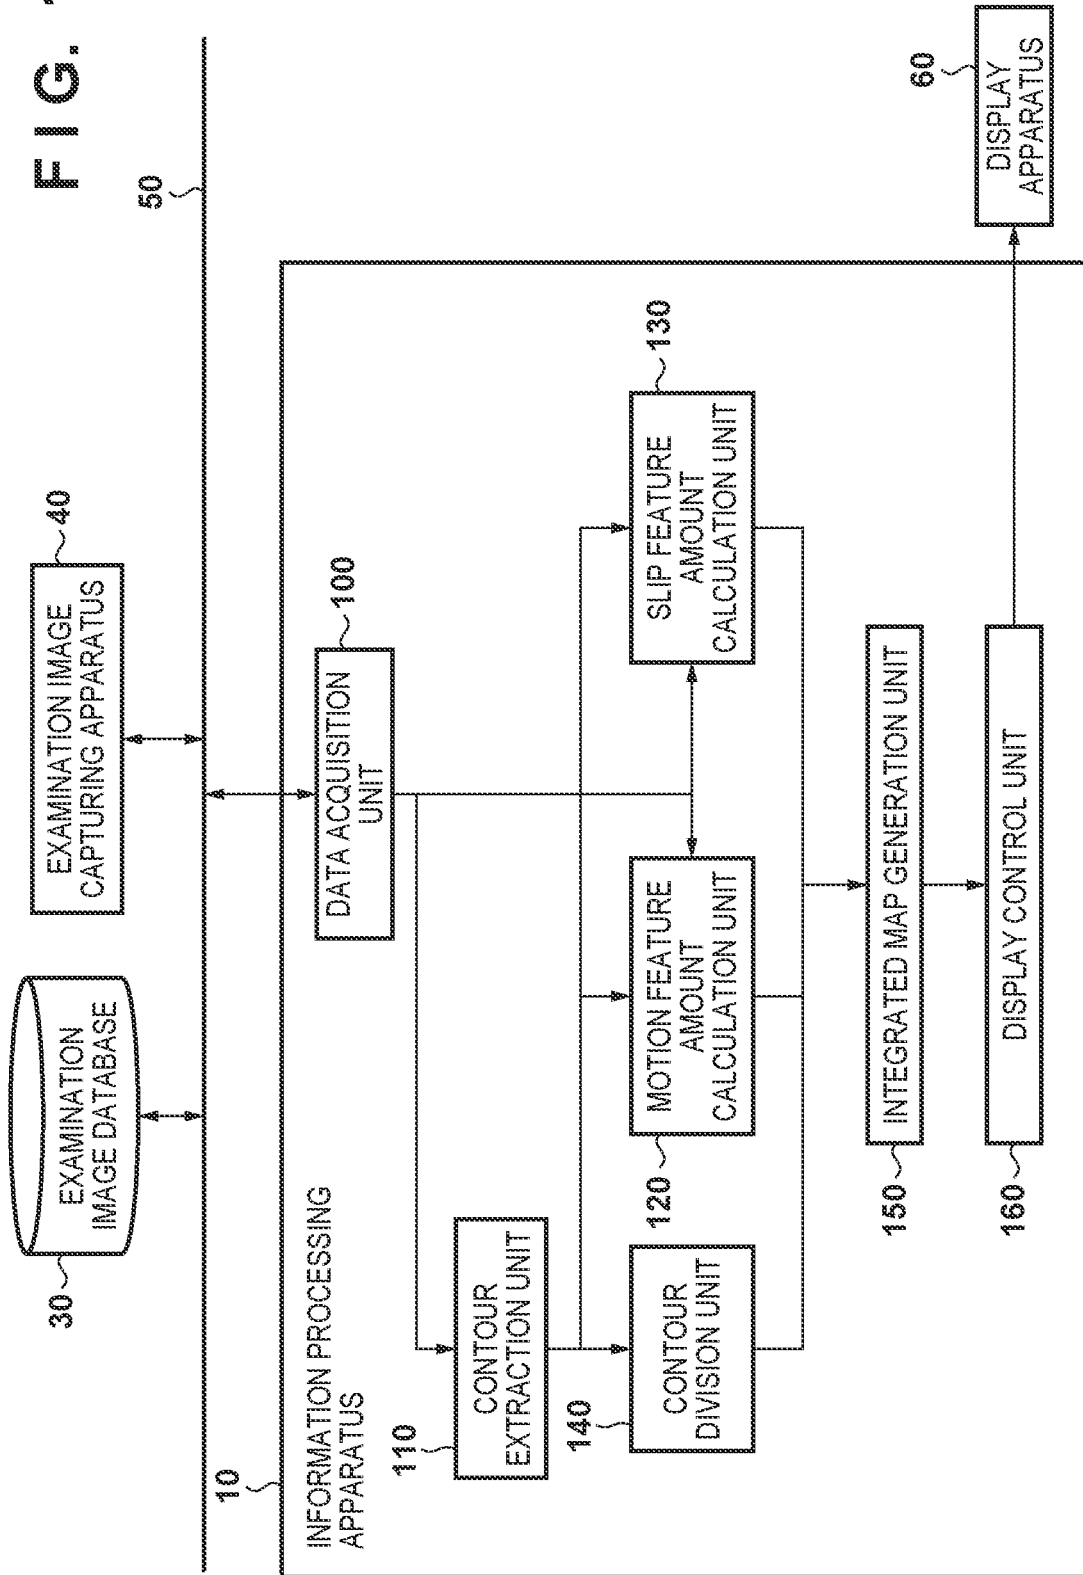 FIG.
50
EXAMINATION
IMAGE DATABASE
30
EXAMINATION IMAGE
CAPTURING APPARATUS
40
10
INFORMATION PROCESSING
APPARATUS
DATA ACQUISITION
UNIT
100
CONTOUR
EXTRACTION UNIT
110
CONTOUR
DIVISION UNIT
140
MOTION FEATURE
AMOUNT
CALCULATION UNIT
120
SLIP FEATURE
AMOUNT
CALCULATION UNIT
130
INTEGRATED MAP GENERATION UNIT
150
DISPLAY CONTROL UNIT
160
DISPLAY
APPARATUS
60